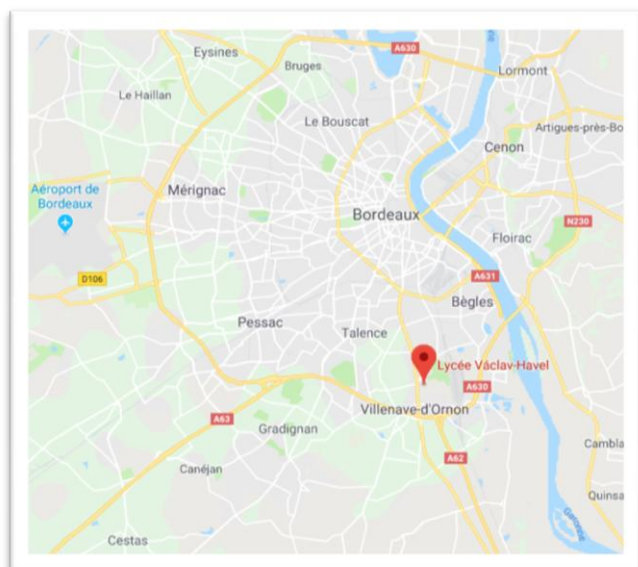 A630
Eysines
Bruges
Lormont
Le Haillan
Le Bouscat
Artigues-près-Bo
Cenon
Aéroport de
Bordeaux
Mérignac
Bordeaux
N230
Floirac
D106
A631
Bègles
Pessac
Talence
Lycée Václav-Havel
A630
Villenave-d'Ornon
A63
Gradignan
Cambla
A62
Canéjan
Quinsa
Garonne
Cestas